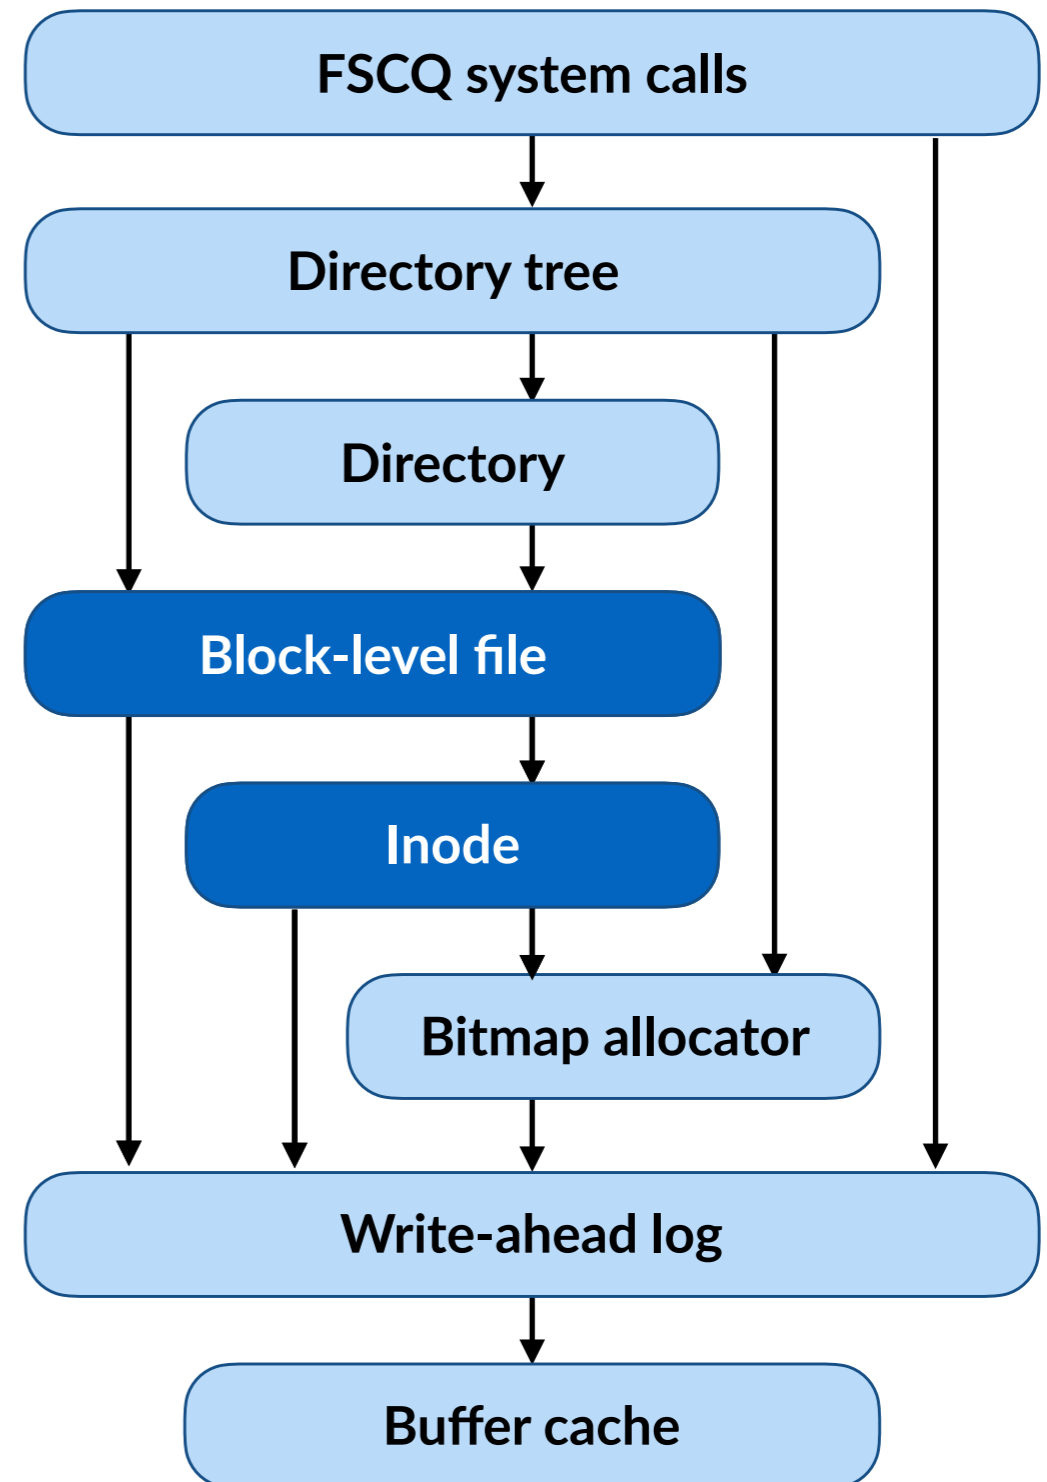 FSCQ system calls
Directory tree
Directory
Block-level file
Inode
Bitmap allocator
Write-ahead log
Buffer cache